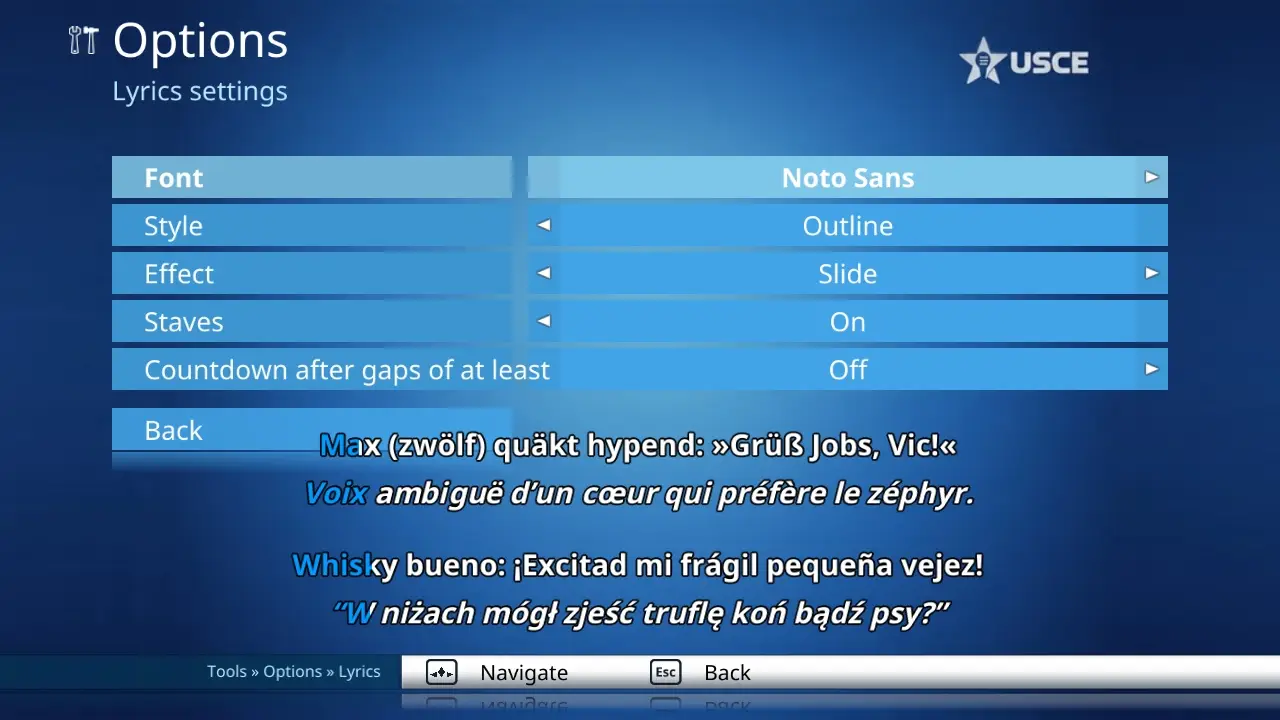 Options
Lyrics settings
USCE
Font Noto Sans
Style Outline
Effect Slide
Staves On
Countdown after gaps of at least Off
Back
Max (zwölf) quäkt hypend: »Grüß Jobs, Vic!«
Voix ambiguë d’un cœur qui préfère le zéphyr.
Whisky bueno: ¡Excitad mi frágil pequeña vejez!
“W niżach mógł zjeść truflę koń bądź psy?”
Tools » Options » Lyrics Navigate Esc Back